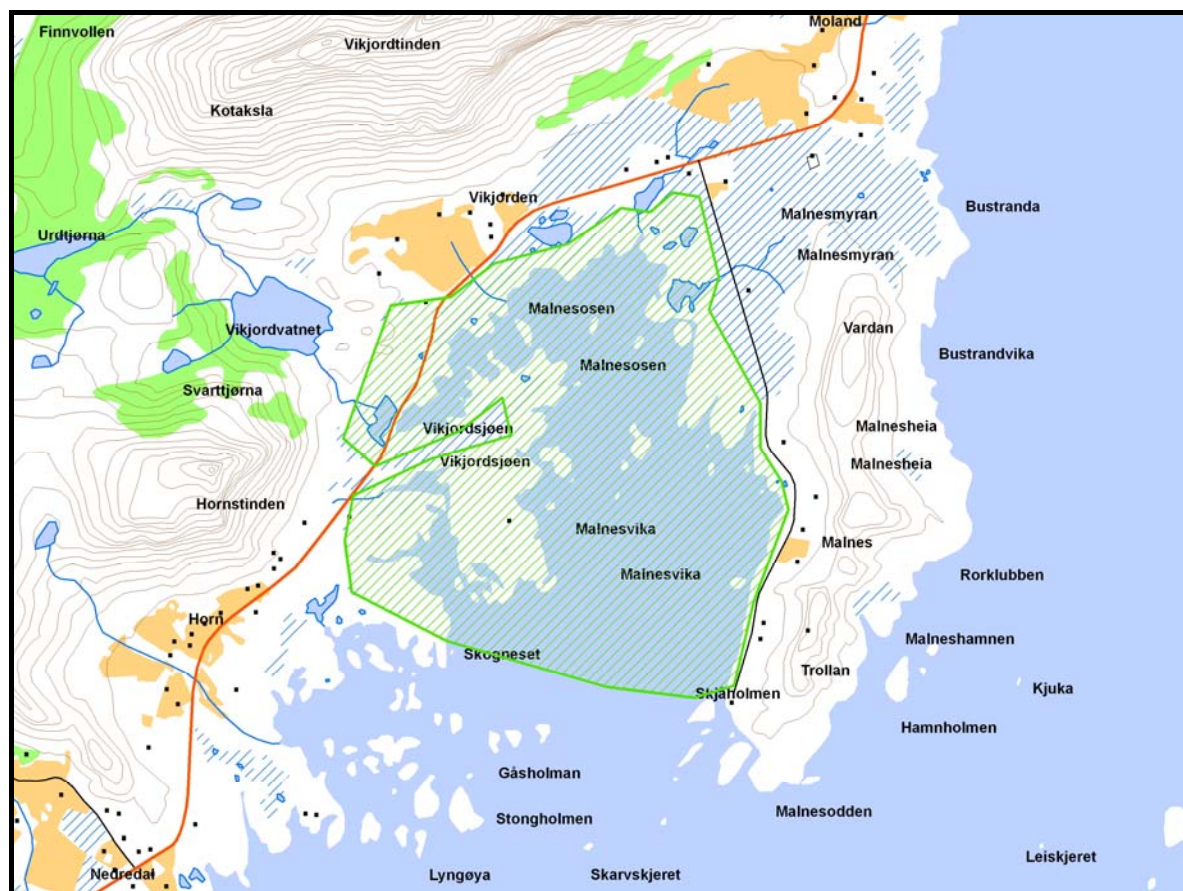 Moland
Finnvollen
Vikjordtinden
Kotaksla
Vikjorden
Bustranda
Malnesmyran
Urdtjørna
Malnesmyran
Malnesosen
Vikjordvatnet
Vardan
Bustrandvika
Malnesosen
Svarttjørna
Vikjordsjøen
Malnesheia
Vikjordsjøen
Malnesheia
Hornstinden
Malnesvika
Malnes
Malnesvika
Rorklubben
Horn
Malneshamnen
Skogneset
Trollan
Skjåholmen
Kjuka
Hamnholmen
Gåsholman
Malnesodden
Stongholmen
Leiskjeret
Nedredal
Lyngøya
Skarvskjeret